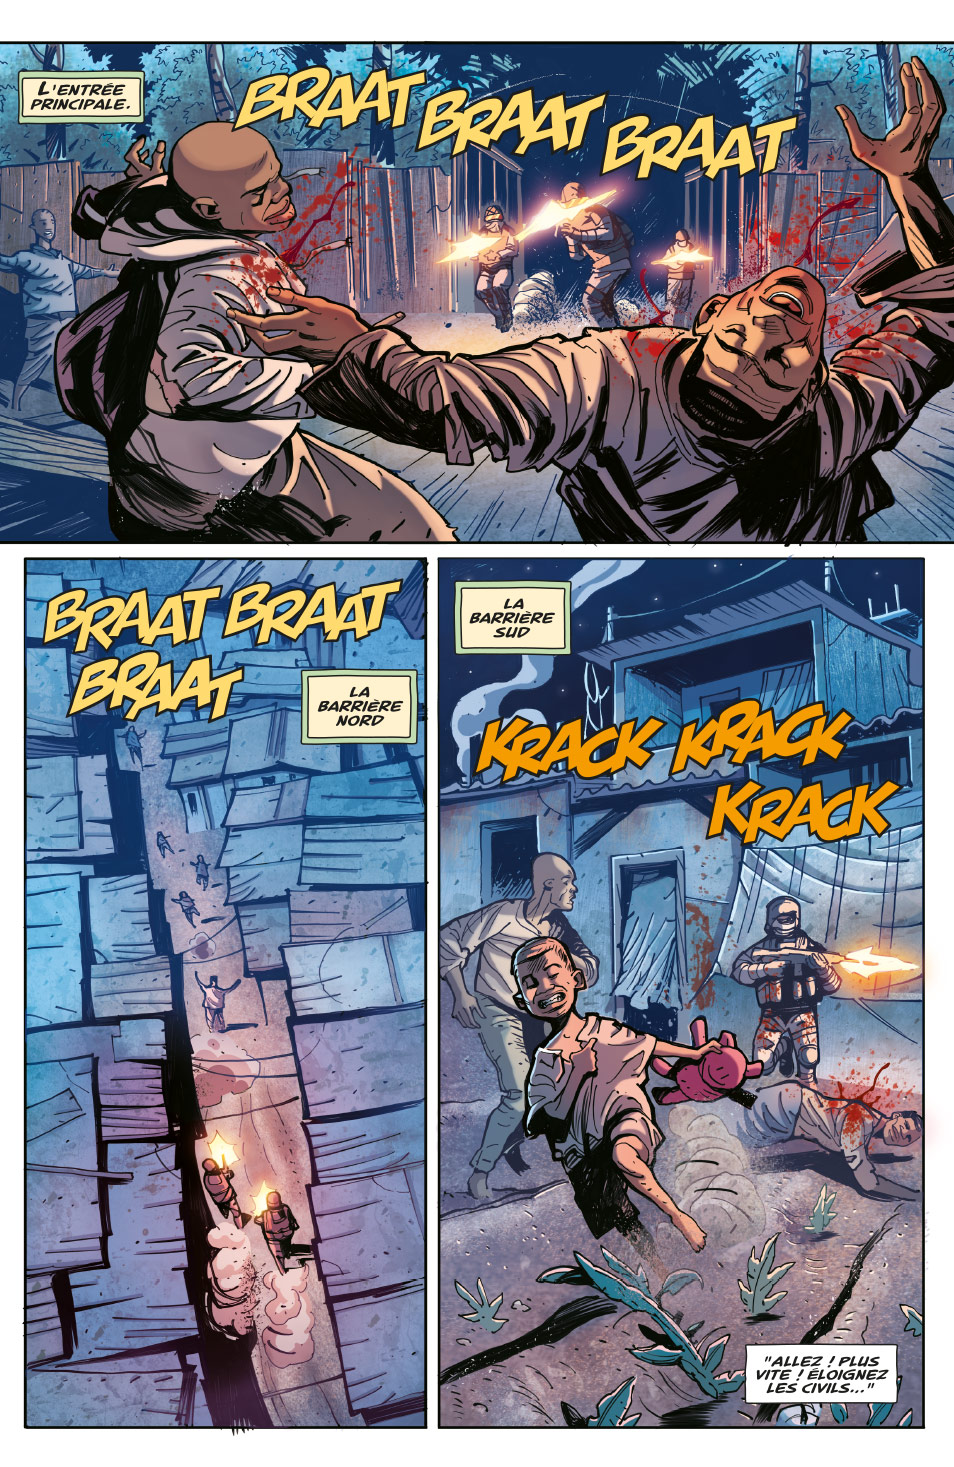 L'ENTRÉE
PRINCIPALE.
BRAAT BRAAT BRAAT
BRAAT BRAAT
BRAAT
LA
BARRIÈRE
NORD
LA
BARRIÈRE
SUD
KRACK KRACK
KRACK
"ALLEZ ! PLUS
VITE ! ÉLOIGNEZ
LES CIVILS..."